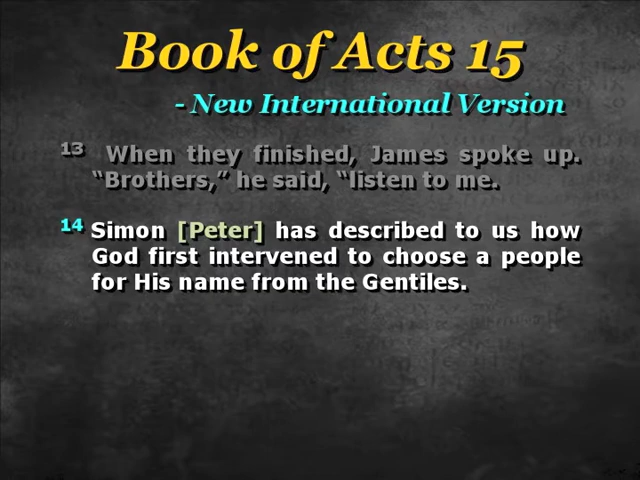 Book of Acts 15
- New International Version
13 When they finished, James spoke up.
“Brothers,” he said, “listen to me.
14 Simon [Peter] has described to us how
God first intervened to choose a people
for His name from the Gentiles.